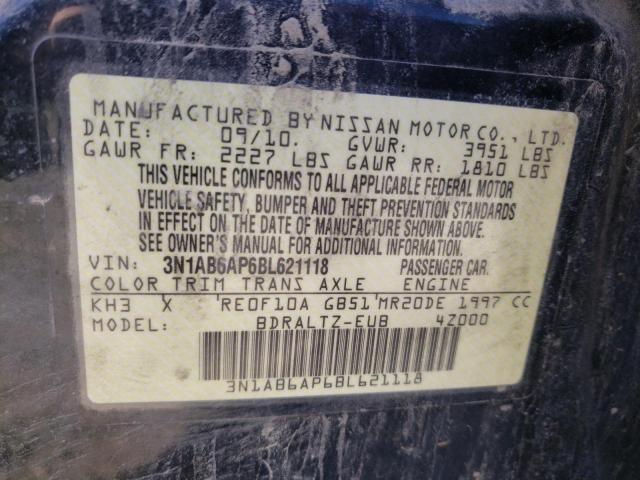 MANUFACTURED BY NISSAN MOTOR CO., LTD.
DATE: 09/10. GVWR: 3951 LBS
GAWR FR: 2227 LBS GAWR RR: 1810 LBS
THIS VEHICLE CONFORMS TO ALL APPLICABLE FEDERAL MOTOR
VEHICLE SAFETY, BUMPER AND THEFT PREVENTION STANDARDS
IN EFFECT ON THE DATE OF MANUFACTURE SHOWN ABOVE.
SEE OWNER'S MANUAL FOR ADDITIONAL INFORMATION.
VIN: 3N1AB6AP6BL621118 PASSENGER CAR.
COLOR TRIM TRANS AXLE ENGINE
KH3 X 'RE0F10A GB51'MR20DE 1997 CC
MODEL: BDRALTZ-EUB 4Z000
3N1AB6AP6BL621118